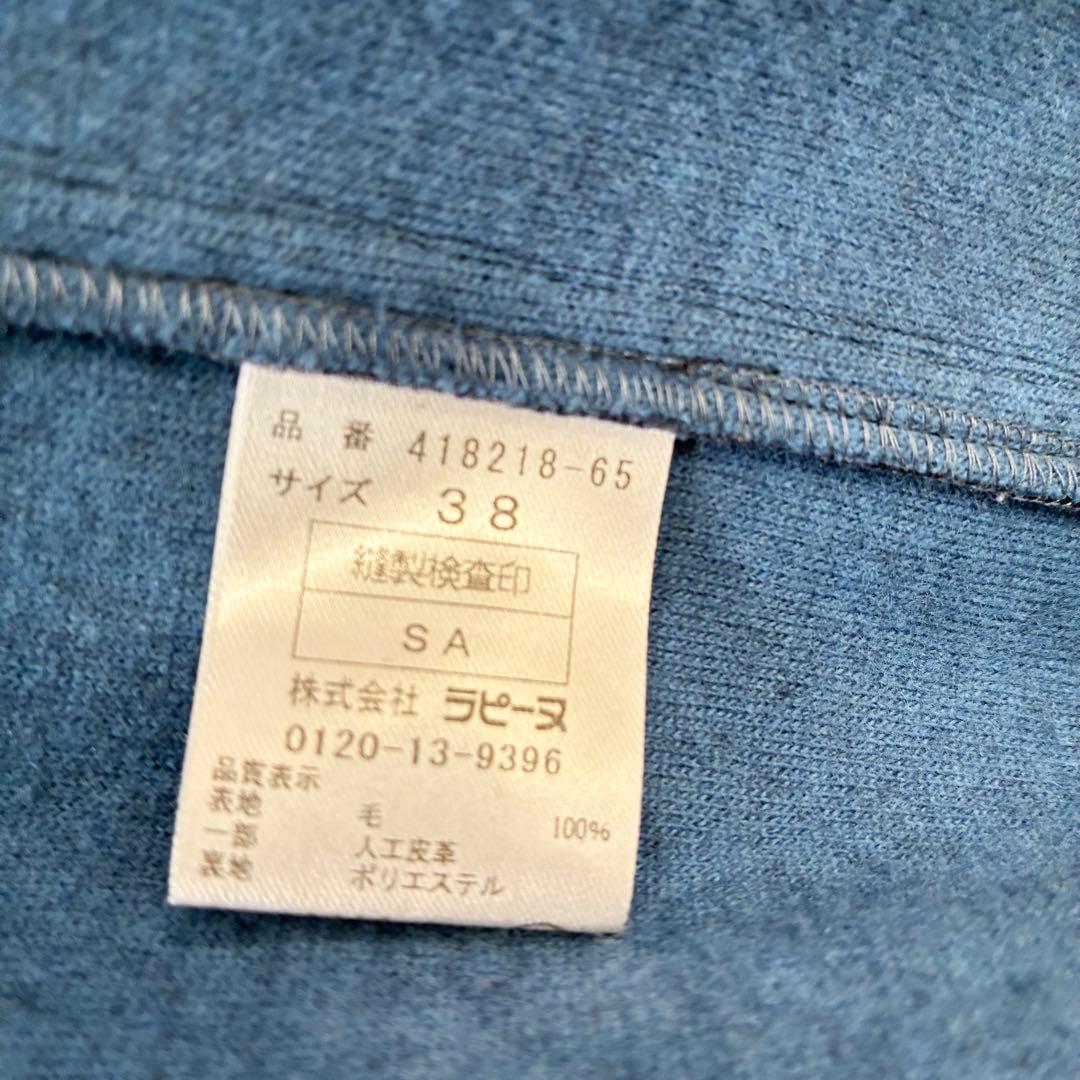 品番 418218-65
サイズ 38
縫製検査印
SA
株式会社 ラピーヌ
0120-13-9396
品質表示
表地 毛 100%
一部 人工皮革
裏地 ポリエステル